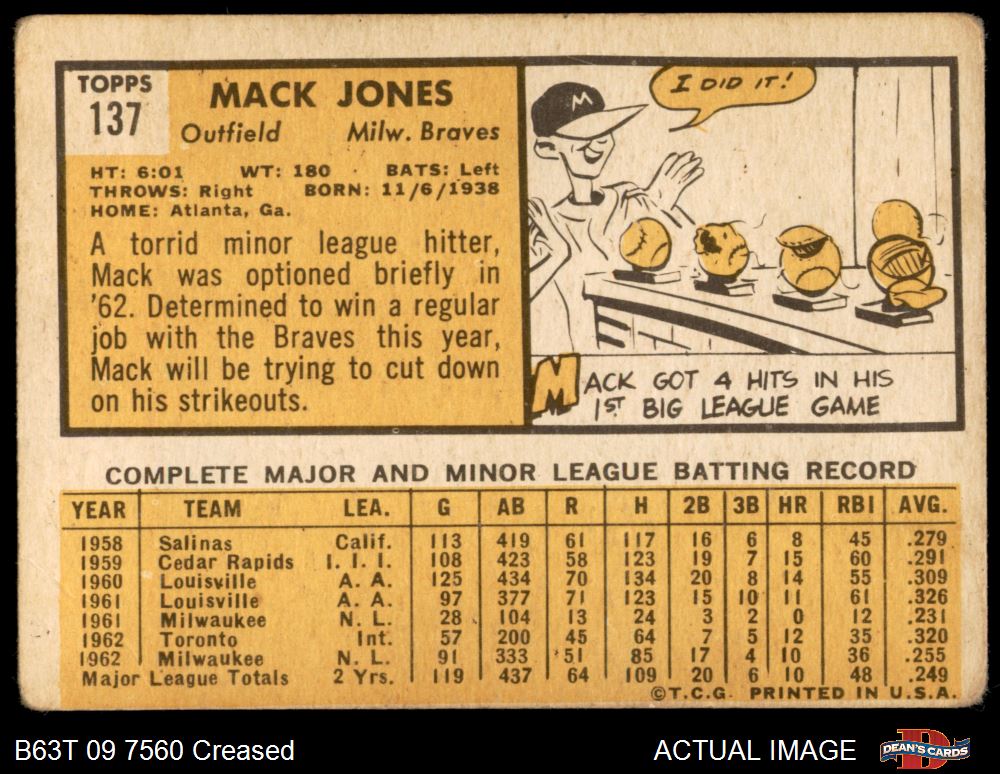 TOPPS
137
MACK JONES
Outfield Milw. Braves
HT: 6:01 WT: 180 BATS: Left
THROWS: Right BORN: 11/6/1938
HOME: Atlanta, Ga.
A torrid minor league hitter,
Mack was optioned briefly in
'62. Determined to win a regular
job with the Braves this year,
Mack will be trying to cut down
on his strikeouts.
I DID IT!
M
MACK GOT 4 HITS IN HIS
1ST BIG LEAGUE GAME
COMPLETE MAJOR AND MINOR LEAGUE BATTING RECORD
YEAR TEAM LEA. G AB R H 2B 3B HR RBI AVG.
1958 Salinas Calif. 113 419 61 117 16 6 8 45 .279
1959 Cedar Rapids I. I. I. 108 423 58 123 19 7 15 60 .291
1960 Louisville A. A. 125 434 70 134 20 8 14 55 .309
1961 Louisville A. A. 97 377 71 123 15 10 11 61 .326
1961 Milwaukee N. L. 28 104 13 24 3 2 0 12 .231
1962 Toronto Int. 57 200 45 64 7 5 12 35 .320
1962 Milwaukee N. L. 91 333 51 85 17 4 10 36 .255
Major League Totals 2 Yrs. 119 437 64 109 20 6 10 48 .249
©T.C.G. PRINTED IN U.S.A.
B63T 09 7560 Creased ACTUAL IMAGE
D
DEAN'S CARDS